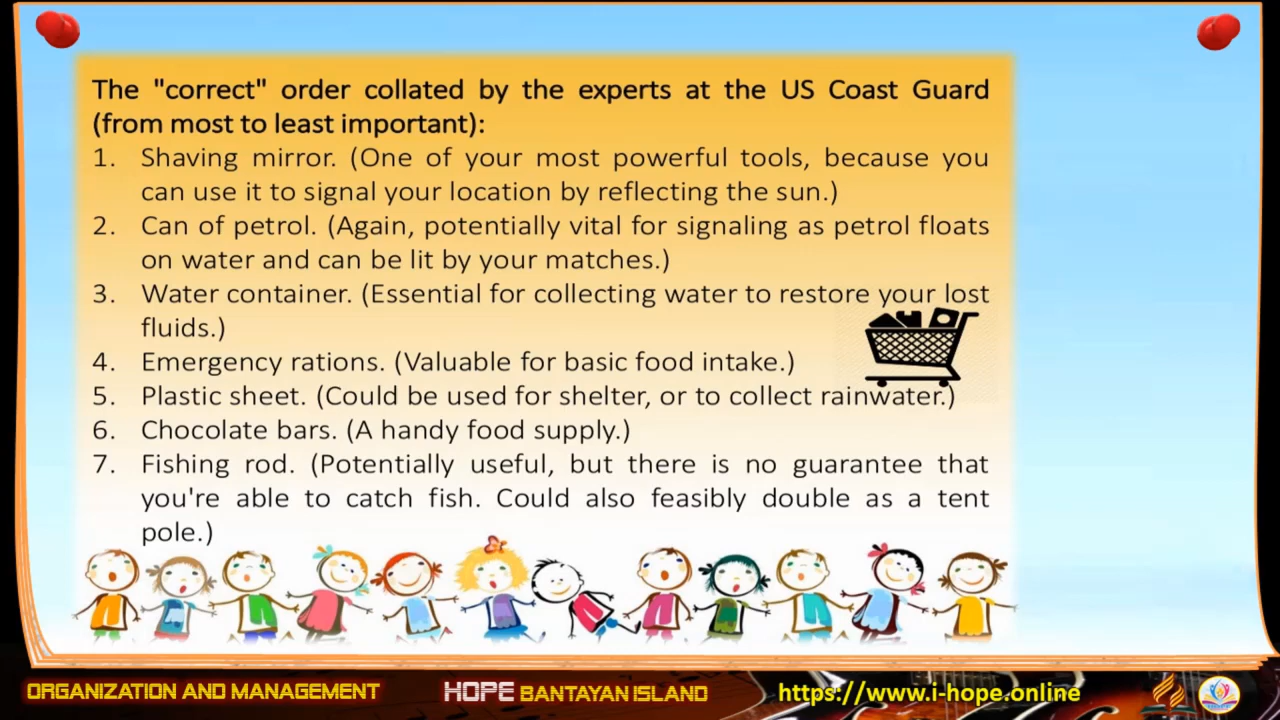 The "correct" order collated by the experts at the US Coast Guard
(from most to least important):
1. Shaving mirror. (One of your most powerful tools, because you
can use it to signal your location by reflecting the sun.)
2. Can of petrol. (Again, potentially vital for signaling as petrol floats
on water and can be lit by your matches.)
3. Water container. (Essential for collecting water to restore your lost
fluids.)
4. Emergency rations. (Valuable for basic food intake.)
5. Plastic sheet. (Could be used for shelter, or to collect rainwater.)
6. Chocolate bars. (A handy food supply.)
7. Fishing rod. (Potentially useful, but there is no guarantee that
you're able to catch fish. Could also feasibly double as a tent
pole.)
ORGANIZATION AND MANAGEMENT HOPE BANTAYAN ISLAND https://www.i-hope.online